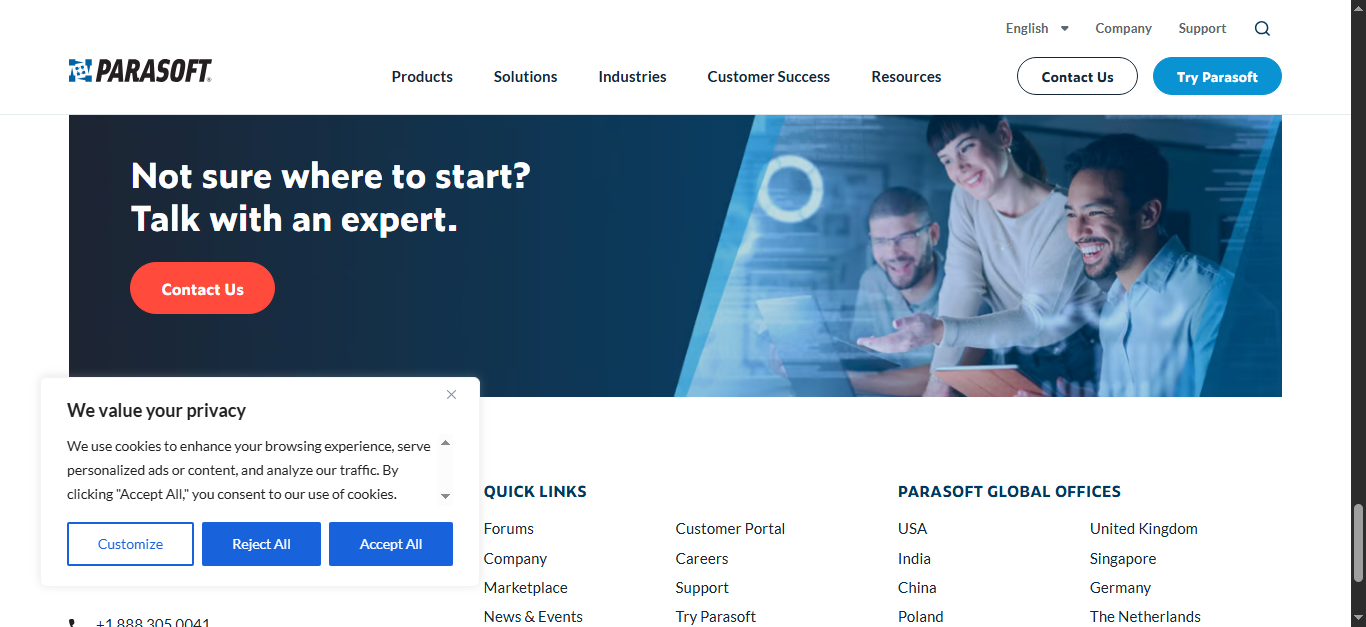 English
Company
Support
PARASOFT
Products
Solutions
Industries
Customer Success
Resources
Contact Us
Try Parasoft
Not sure where to start?
Talk with an expert.
Contact Us
We value your privacy
We use cookies to enhance your browsing experience, serve
personalized ads or content, and analyze our traffic. By
clicking "Accept All," you consent to our use of cookies.
Customize
Reject All
Accept All
+1 888 305 0041
QUICK LINKS
Forums
Customer Portal
Company
Careers
Marketplace
Support
News & Events
Try Parasoft
PARASOFT GLOBAL OFFICES
USA
United Kingdom
India
Singapore
China
Germany
Poland
The Netherlands